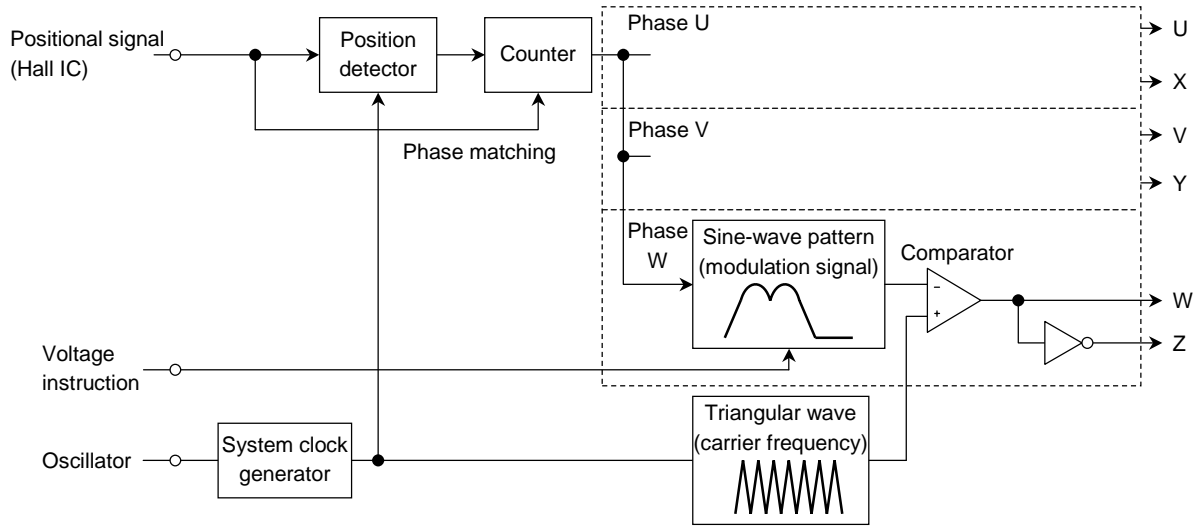 Phase U
U
Positional signal
(Hall IC)
Position
detector
Counter
X
Phase V
V
Phase matching
Y
Phase
W
Sine-wave pattern
(modulation signal)
Comparator
−
+
W
Z
Voltage
instruction
Triangular wave
(carrier frequency)
Oscillator
System clock
generator